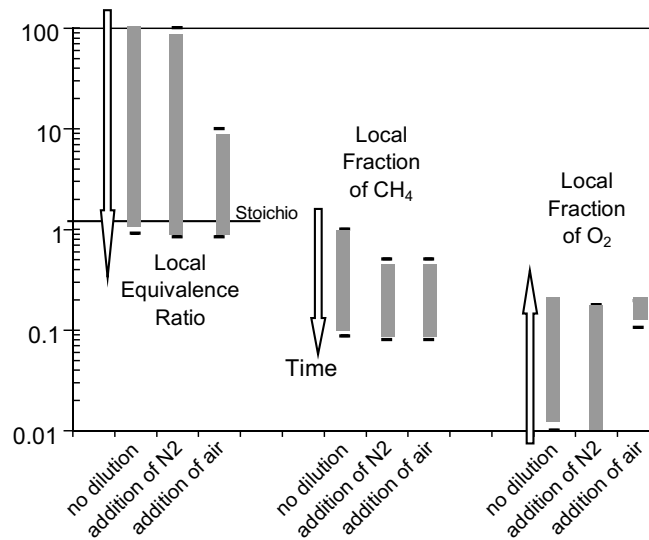 100
10
1
0.1
0.01
Stoichio
Local
Equivalence
Ratio
Local
Fraction
of CH4
Time
Local
Fraction
of O2
no dilution
addition of N2
addition of air
no dilution
addition of N2
addition of air
no dilution
addition of N2
addition of air